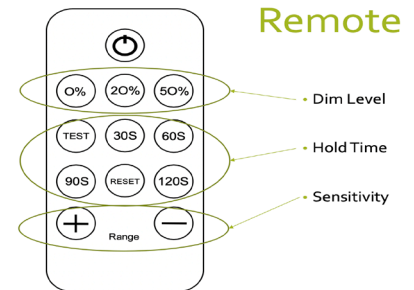 Remote
0% 20% 50%
• Dim Level
TEST 30S 60S
• Hold Time
90S RESET 120S
• Sensitivity
+ −
Range